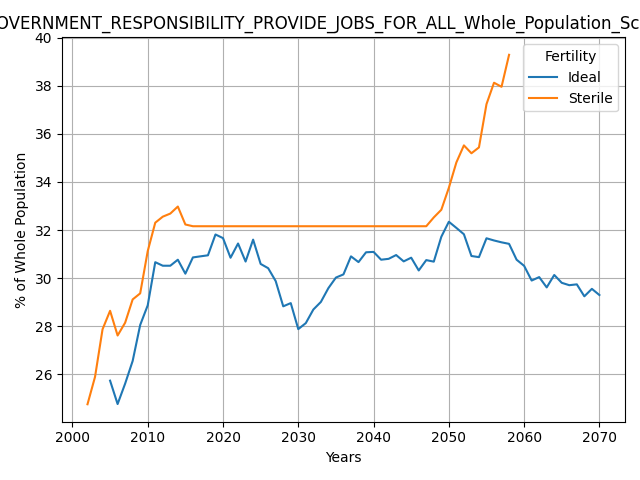 OVERNMENT_RESPONSIBILITY_PROVIDE_JOBS_FOR_ALL_Whole_Population_Sc
40
38
36
34
32
30
28
26
% of Whole Population
Fertility
Ideal
Sterile
2000 2010 2020 2030 2040 2050 2060 2070
Years